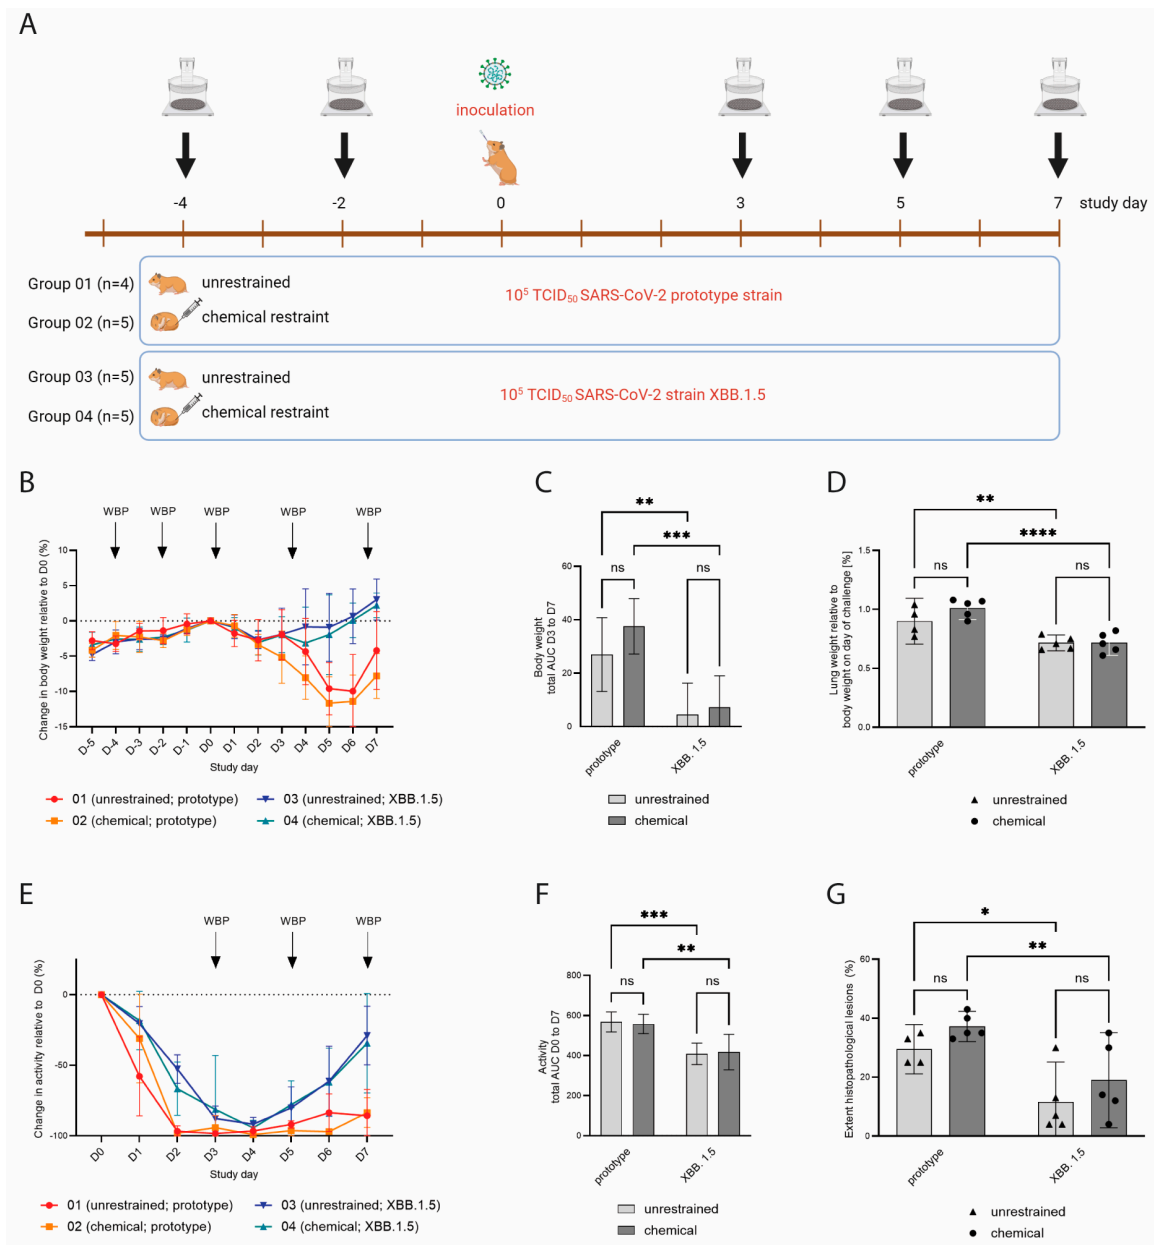 A
inoculation
-4 -2 0 3 5 7 study day
Group 01 (n=4) unrestrained
10⁵ TCID₅₀ SARS-CoV-2 prototype strain
Group 02 (n=5) chemical restraint
Group 03 (n=5) unrestrained
10⁵ TCID₅₀ SARS-CoV-2 strain XBB.1.5
Group 04 (n=5) chemical restraint
B
WBP WBP WBP WBP WBP
Change in body weight relative to D0 (%)
10
5
0
-5
-10
-15
D-5 D-4 D-3 D-2 D-1 D0 D1 D2 D3 D4 D5 D6 D7
Study day
01 (unrestrained; prototype) 03 (unrestrained; XBB.1.5)
02 (chemical; prototype) 04 (chemical; XBB.1.5)
C
**
***
ns ns
Body weight
total AUC D3 to D7
60
40
20
0
prototype XBB. 1.5
unrestrained
chemical
D
**
****
ns ns
Lung weight relative to
body weight on day of challenge [%]
1.5
1.0
0.5
0.0
prototype XBB. 1.5
unrestrained
chemical
E
WBP WBP WBP
Change in activity relative to D0 (%)
0
-50
-100
D0 D1 D2 D3 D4 D5 D6 D7
Study day
01 (unrestrained; prototype) 03 (unrestrained; XBB.1.5)
02 (chemical; prototype) 04 (chemical; XBB.1.5)
F
***
**
ns ns
Activity
total AUC D0 to D7
800
600
400
200
0
prototype XBB. 1.5
unrestrained
chemical
G
*
**
ns ns
Extent histopathological lesions (%)
60
40
20
0
prototype XBB. 1.5
unrestrained
chemical